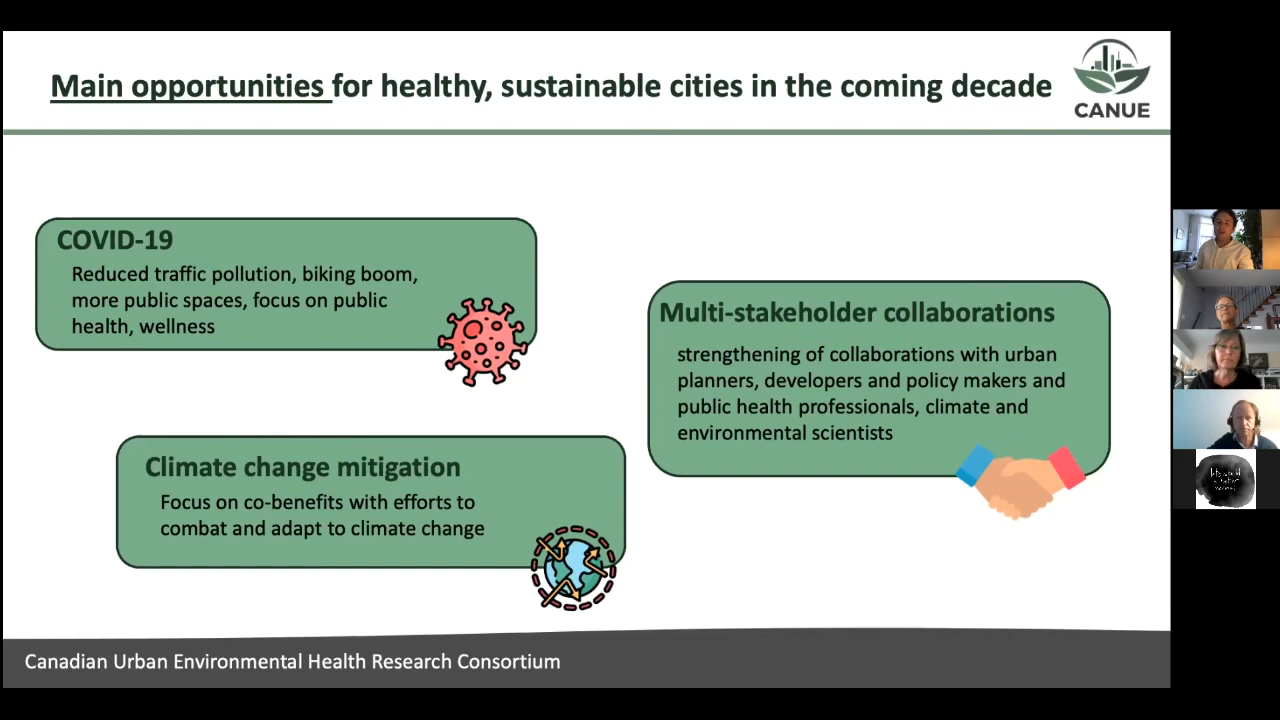 Main opportunities for healthy, sustainable cities in the coming decade
CANUE
COVID-19
Reduced traffic pollution, biking boom,
more public spaces, focus on public
health, wellness
Multi-stakeholder collaborations
strengthening of collaborations with urban
planners, developers and policy makers and
public health professionals, climate and
environmental scientists
Climate change mitigation
Focus on co-benefits with efforts to
combat and adapt to climate change
Canadian Urban Environmental Health Research Consortium